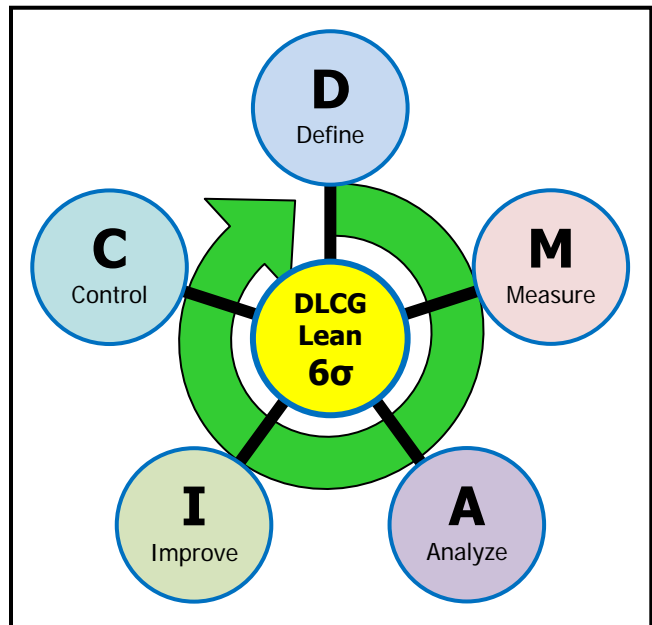 D
Define
M
Measure
A
Analyze
I
Improve
C
Control
DLCG
Lean
6σ